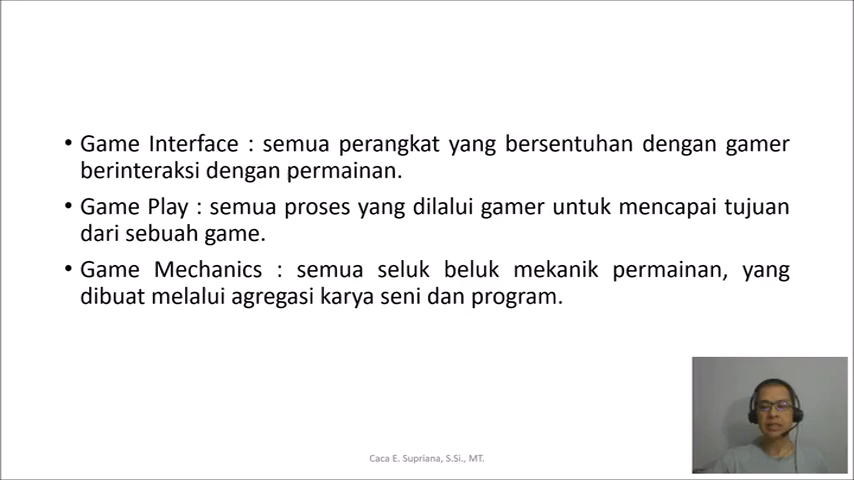 • Game Interface : semua perangkat yang bersentuhan dengan gamer
berinteraksi dengan permainan.
• Game Play : semua proses yang dilalui gamer untuk mencapai tujuan
dari sebuah game.
• Game Mechanics : semua seluk beluk mekanik permainan, yang
dibuat melalui agregasi karya seni dan program.
Caca E. Supriana, S.Si., MT.